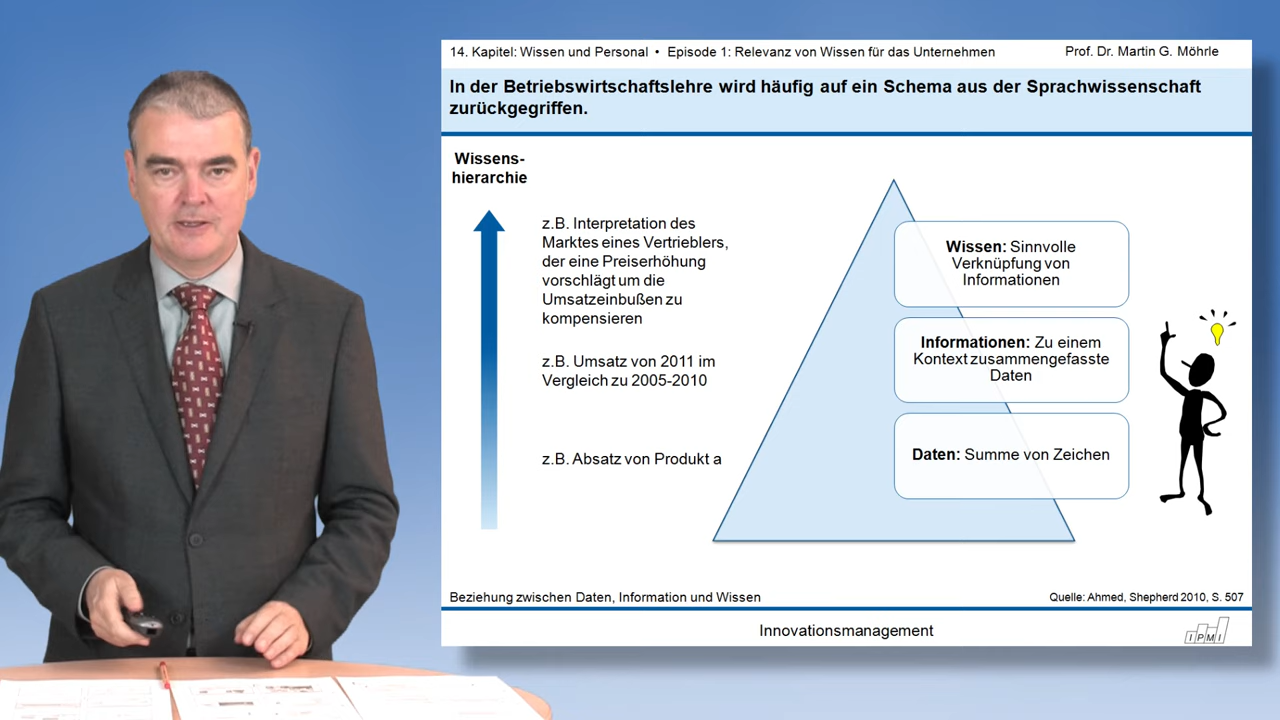 14. Kapitel: Wissen und Personal • Episode 1: Relevanz von Wissen für das Unternehmen
Prof. Dr. Martin G. Möhrle
In der Betriebswirtschaftslehre wird häufig auf ein Schema aus der Sprachwissenschaft
zurückgegriffen.
Wissens-
hierarchie
z.B. Interpretation des
Marktes eines Vertrieblers,
der eine Preiserhöhung
vorschlägt um die
Umsatzeinbußen zu
kompensieren
z.B. Umsatz von 2011 im
Vergleich zu 2005-2010
z.B. Absatz von Produkt a
Wissen: Sinnvolle
Verknüpfung von
Informationen
Informationen: Zu einem
Kontext zusammengefasste
Daten
Daten: Summe von Zeichen
Beziehung zwischen Daten, Information und Wissen
Quelle: Ahmed, Shepherd 2010, S. 507
Innovationsmanagement
IPMI